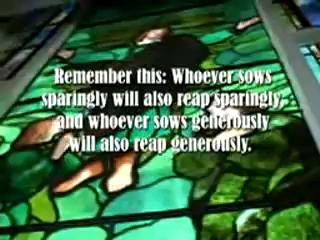 Remember this: Whoever sows
sparingly will also reap sparingly,
and whoever sows generously
will also reap generously.